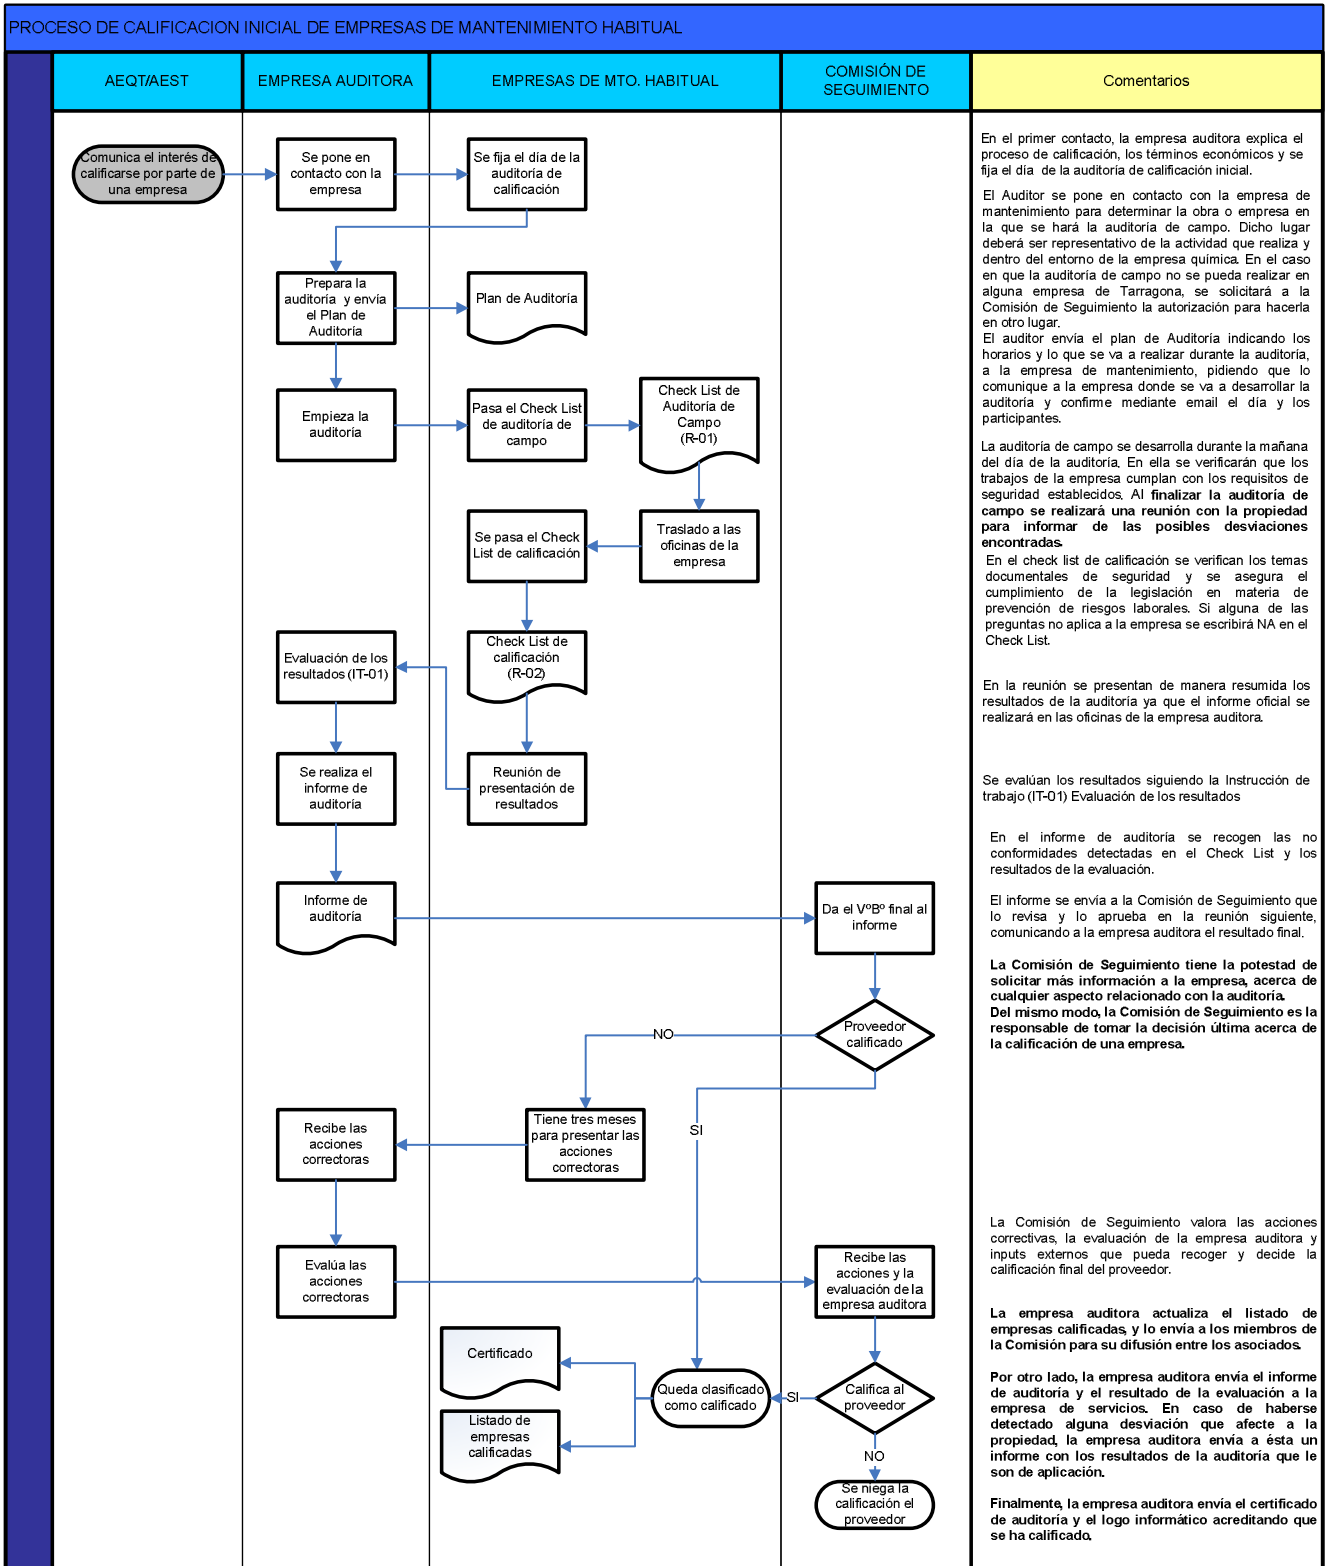 PROCESO DE CALIFICACION INICIAL DE EMPRESAS DE MANTENIMIENTO HABITUAL
AEQT/AEST
EMPRESA AUDITORA
EMPRESAS DE MTO. HABITUAL
COMISIÓN DE
SEGUIMIENTO
Comentarios
Comunica el interés de
calificarse por parte de
una empresa
Se pone en
contacto con la
empresa
Se fija el día de la
auditoría de
calificación
Prepara la
auditoría y envía
el Plan de
Auditoría
Plan de Auditoría
Empieza la
auditoría
Pasa el Check List
de auditoría de
campo
Check List de
Auditoría de
Campo
(R-01)
Se pasa el Check
List de calificación
Traslado a las
oficinas de la
empresa
Evaluación de los
resultados (IT-01)
Check List de
calificación
(R-02)
Se realiza el
informe de
auditoría
Reunión de
presentación de
resultados
Informe de
auditoría
Da el VºBº final al
informe
Proveedor
calificado
NO
SI
Recibe las
acciones
correctoras
Tiene tres meses
para presentar las
acciones
correctoras
Evalúa las
acciones
correctoras
Recibe las
acciones y la
evaluación de la
empresa auditora
Certificado
Listado de
empresas
calificadas
Queda clasificado
como calificado
SI
Califica al
proveedor
NO
Se niega la
calificación el
proveedor
En el primer contacto, la empresa auditora explica el
proceso de calificación, los términos económicos y se
fija el día de la auditoría de calificación inicial.
El Auditor se pone en contacto con la empresa de
mantenimiento para determinar la obra o empresa en
la que se hará la auditoría de campo. Dicho lugar
deberá ser representativo de la actividad que realiza y
dentro del entorno de la empresa química. En el caso
en que la auditoría de campo no se pueda realizar en
alguna empresa de Tarragona, se solicitará a la
Comisión de Seguimiento la autorización para hacerla
en otro lugar.
El auditor envía el plan de Auditoría indicando los
horarios y lo que se va a realizar durante la auditoría,
a la empresa de mantenimiento, pidiendo que lo
comunique a la empresa donde se va a desarrollar la
auditoría y confirme mediante email el día y los
participantes.
La auditoría de campo se desarrolla durante la mañana
del día de la auditoría. En ella se verificarán que los
trabajos de la empresa cumplan con los requisitos de
seguridad establecidos. Al finalizar la auditoría de
campo se realizará una reunión con la propiedad
para informar de las posibles desviaciones
encontradas.
En el check list de calificación se verifican los temas
documentales de seguridad y se asegura el
cumplimiento de la legislación en materia de
prevención de riesgos laborales. Si alguna de las
preguntas no aplica a la empresa se escribirá NA en el
Check List.
En la reunión se presentan de manera resumida los
resultados de la auditoría ya que el informe oficial se
realizará en las oficinas de la empresa auditora.
Se evalúan los resultados siguiendo la Instrucción de
trabajo (IT-01) Evaluación de los resultados
En el informe de auditoría se recogen las no
conformidades detectadas en el Check List y los
resultados de la evaluación.
El informe se envía a la Comisión de Seguimiento que
lo revisa y lo aprueba en la reunión siguiente,
comunicando a la empresa auditora el resultado final.
La Comisión de Seguimiento tiene la potestad de
solicitar más información a la empresa, acerca de
cualquier aspecto relacionado con la auditoría.
Del mismo modo, la Comisión de Seguimiento es la
responsable de tomar la decisión última acerca de
la calificación de una empresa.
La Comisión de Seguimiento valora las acciones
correctivas, la evaluación de la empresa auditora y
inputs externos que pueda recoger y decide la
calificación final del proveedor.
La empresa auditora actualiza el listado de
empresas calificadas, y lo envía a los miembros de
la Comisión para su difusión entre los asociados.
Por otro lado, la empresa auditora envía el informe
de auditoría y el resultado de la evaluación a la
empresa de servicios. En caso de haberse
detectado alguna desviación que afecte a la
propiedad, la empresa auditora envía a ésta un
informe con los resultados de la auditoría que le
son de aplicación.
Finalmente, la empresa auditora envía el certificado
de auditoría y el logo informático acreditando que
se ha calificado.